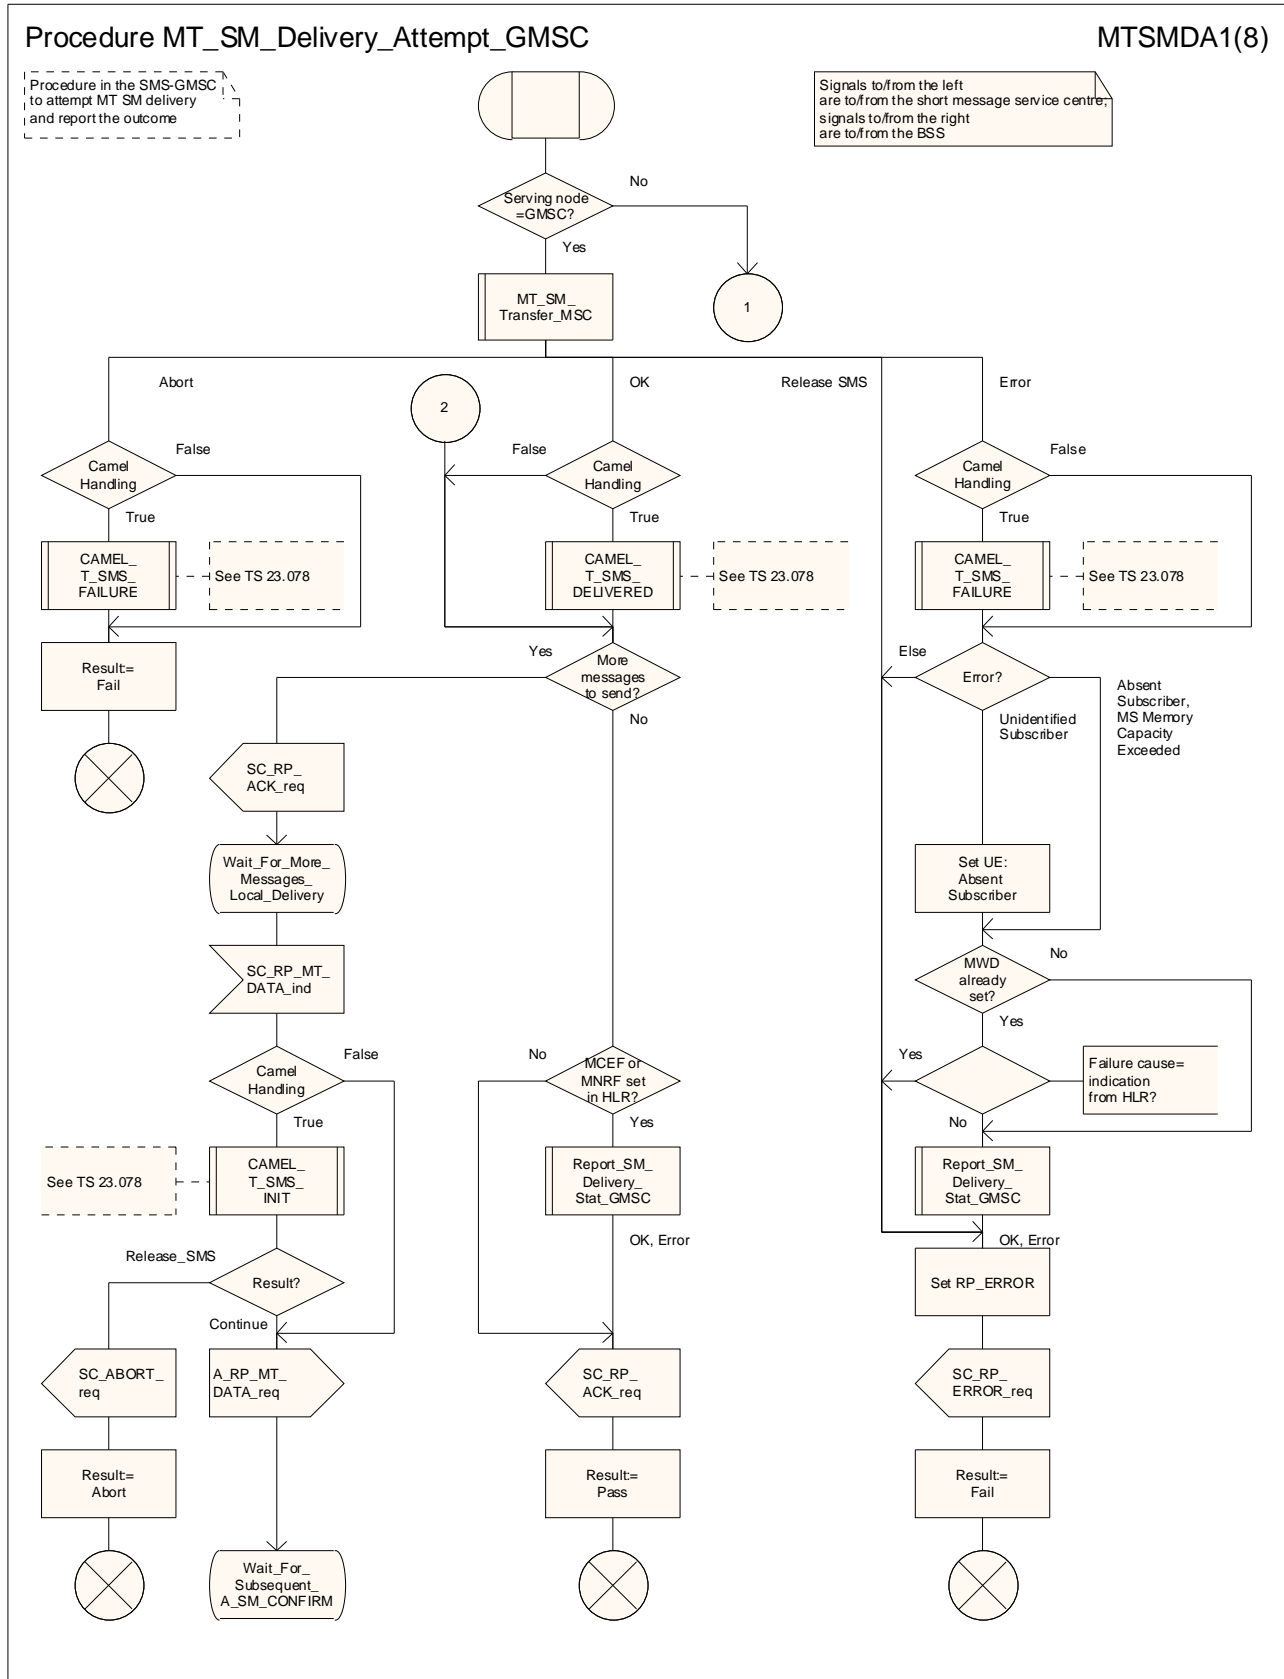 Procedure MT_SM_Delivery_Attempt_GMSC
MTSMDA1(8)
Procedure in the SMS-GMSC
to attempt MT SM delivery
and report the outcome
Signals to/from the left
are to/from the short message service centre;
signals to/from the right
are to/from the BSS
Serving node
=GMSC?
No
Yes
MT_SM_
Transfer_MSC
1
Abort
OK
Release SMS
Error
2
Camel
Handling
False
True
Camel
Handling
False
True
Camel
Handling
False
True
CAMEL_
T_SMS_
FAILURE
See TS 23.078
CAMEL_
T_SMS_
DELIVERED
See TS 23.078
CAMEL_
T_SMS_
FAILURE
See TS 23.078
Result:=
Fail
Yes
More
messages
to send?
No
Else
Error?
Unidentified
Subscriber
Absent
Subscriber,
MS Memory
Capacity
Exceeded
SC_RP_
ACK_req
Wait_For_More_
Messages_
Local_Delivery
Set UE:
Absent
Subscriber
SC_RP_MT_
DATA_ind
MWD
already
set?
No
Yes
Camel
Handling
False
True
No
MCEF or
MNRF set
in HLR?
Yes
Yes
Failure cause=
indication
from HLR?
No
See TS 23.078
CAMEL_
T_SMS_
INIT
Report_SM_
Delivery_
Stat_GMSC
Report_SM_
Delivery_
Stat_GMSC
Release_SMS
Result?
Continue
OK, Error
OK, Error
Set RP_ERROR
SC_ABORT_
req
A_RP_MT_
DATA_req
SC_RP_
ACK_req
SC_RP_
ERROR_req
Result:=
Abort
Result:=
Pass
Result:=
Fail
Wait_For_
Subsequent_
A_SM_CONFIRM